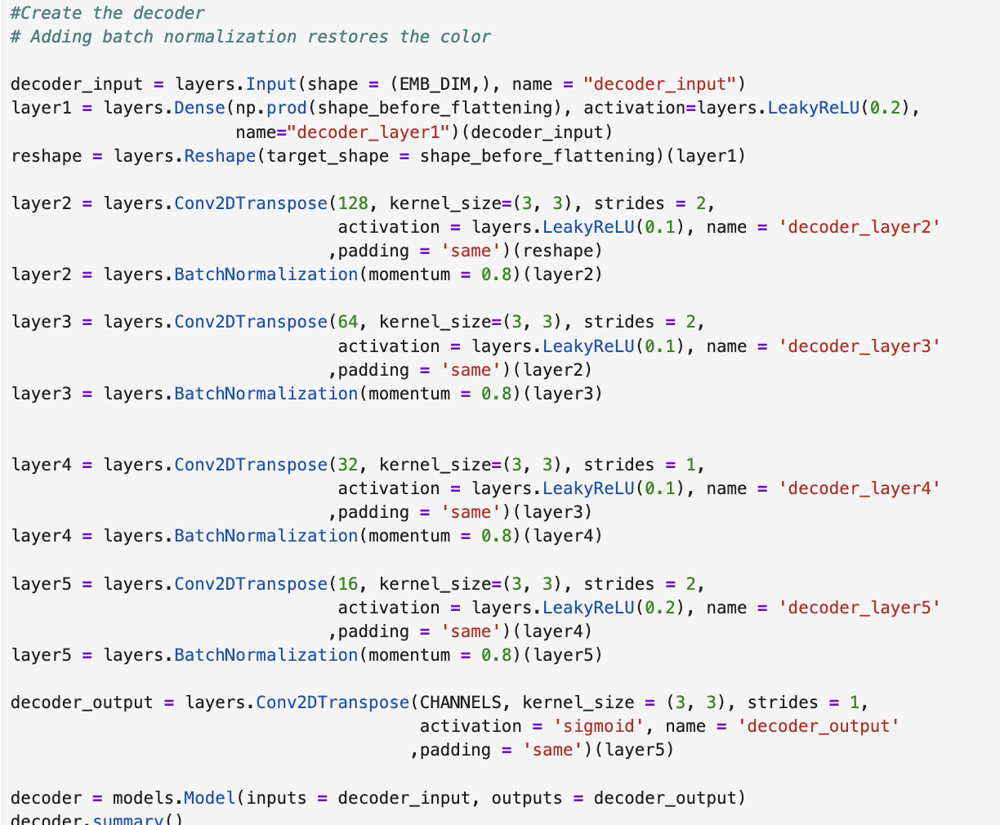 #Create the decoder
# Adding batch normalization restores the color
decoder_input = layers.Input(shape = (EMB_DIM,), name = "decoder_input")
layer1 = layers.Dense(np.prod(shape_before_flattening), activation=layers.LeakyReLU(0.2),
name="decoder_layer1")(decoder_input)
reshape = layers.Reshape(target_shape = shape_before_flattening)(layer1)
layer2 = layers.Conv2DTranspose(128, kernel_size=(3, 3), strides = 2,
activation = layers.LeakyReLU(0.1), name = 'decoder_layer2'
,padding = 'same')(reshape)
layer2 = layers.BatchNormalization(momentum = 0.8)(layer2)
layer3 = layers.Conv2DTranspose(64, kernel_size=(3, 3), strides = 2,
activation = layers.LeakyReLU(0.1), name = 'decoder_layer3'
,padding = 'same')(layer2)
layer3 = layers.BatchNormalization(momentum = 0.8)(layer3)
layer4 = layers.Conv2DTranspose(32, kernel_size=(3, 3), strides = 1,
activation = layers.LeakyReLU(0.1), name = 'decoder_layer4'
,padding = 'same')(layer3)
layer4 = layers.BatchNormalization(momentum = 0.8)(layer4)
layer5 = layers.Conv2DTranspose(16, kernel_size=(3, 3), strides = 2,
activation = layers.LeakyReLU(0.2), name = 'decoder_layer5'
,padding = 'same')(layer4)
layer5 = layers.BatchNormalization(momentum = 0.8)(layer5)
decoder_output = layers.Conv2DTranspose(CHANNELS, kernel_size = (3, 3), strides = 1,
activation = 'sigmoid', name = 'decoder_output'
,padding = 'same')(layer5)
decoder = models.Model(inputs = decoder_input, outputs = decoder_output)
decoder.summary()